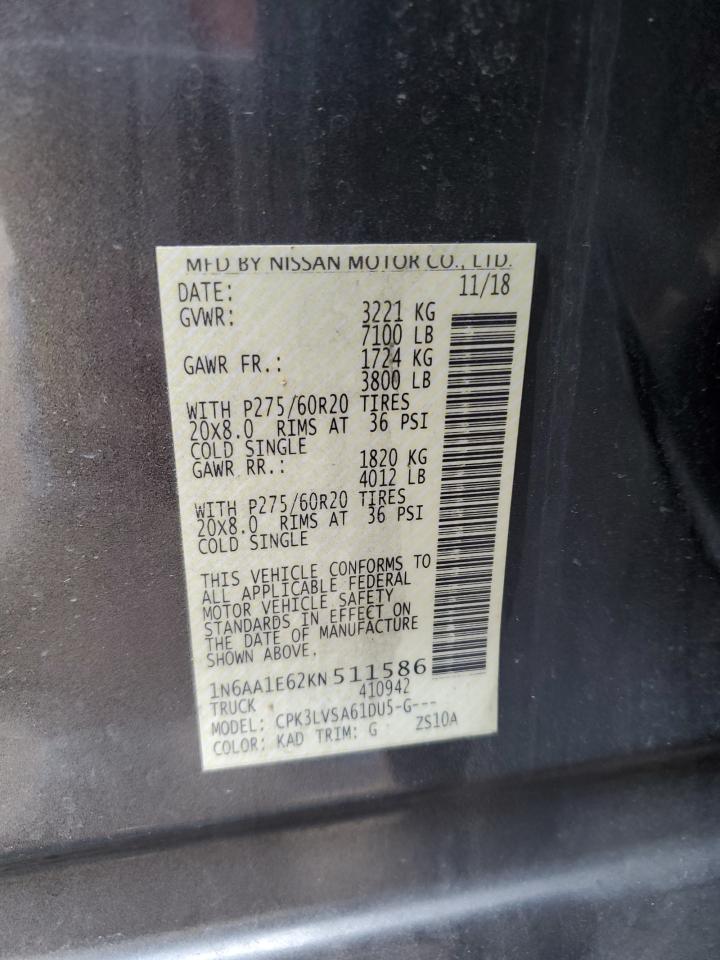 MFD BY NISSAN MOTOR CO., LTD.
DATE: 11/18
GVWR: 3221 KG
7100 LB
GAWR FR.: 1724 KG
3800 LB
WITH P275/60R20 TIRES
20X8.0 RIMS AT 36 PSI
COLD SINGLE
GAWR RR.: 1820 KG
4012 LB
WITH P275/60R20 TIRES
20X8.0 RIMS AT 36 PSI
COLD SINGLE
THIS VEHICLE CONFORMS TO
ALL APPLICABLE FEDERAL
MOTOR VEHICLE SAFETY
STANDARDS IN EFFECT ON
THE DATE OF MANUFACTURE
SHOWN ABOVE.
1N6AA1E62KN511586
TRUCK 410942
MODEL: CPK3LVSA61DU5-G---
COLOR: KAD TRIM: G ZS10A